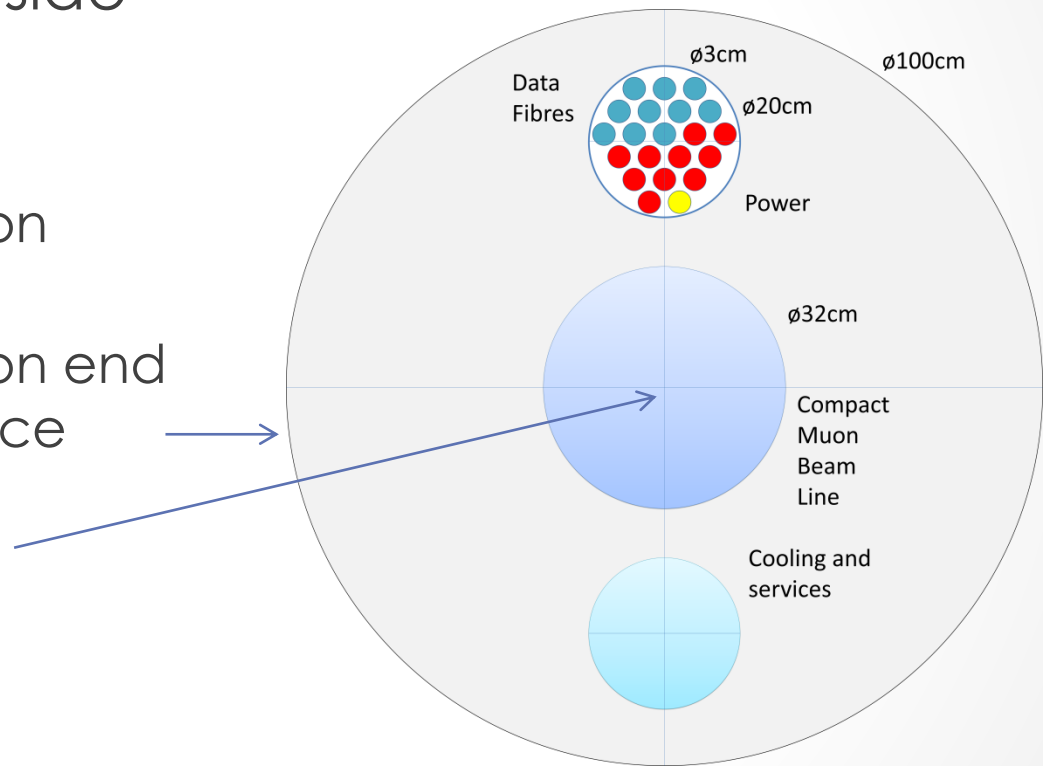 on
on end
ce
ø3cm
ø100cm
Data
Fibres
ø20cm
Power
ø32cm
Compact
Muon
Beam
Line
Cooling and
services